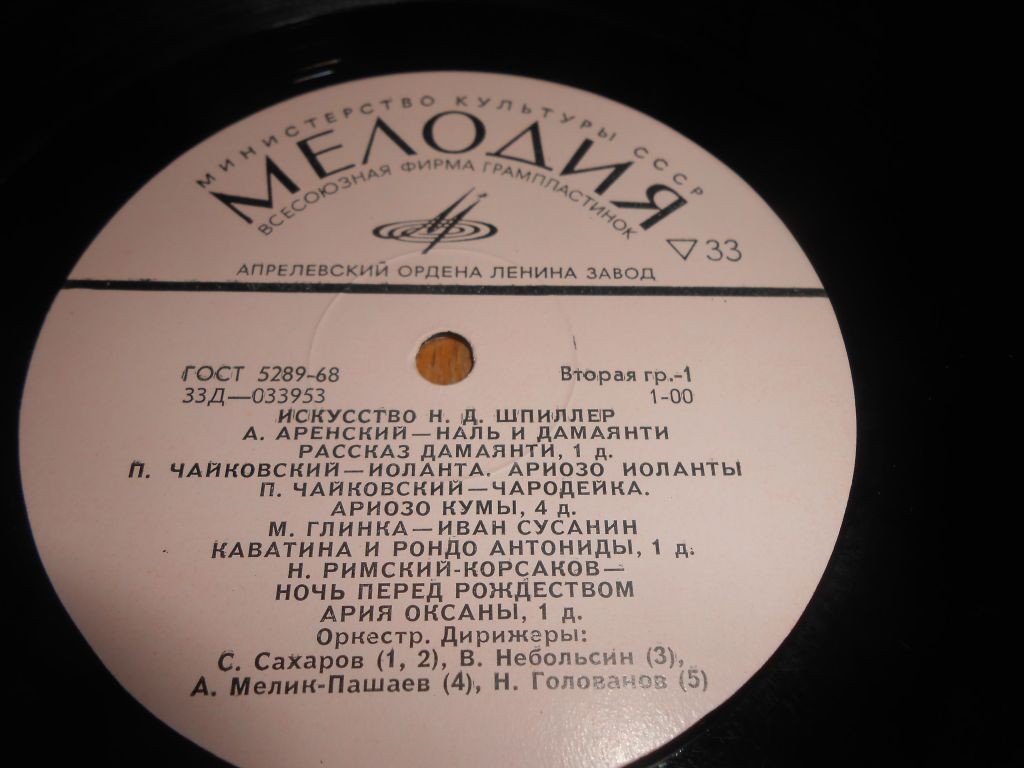 МИНИСТЕРСТВО КУЛЬТУРЫ СССР
МЕЛОДИЯ
ВСЕСОЮЗНАЯ ФИРМА ГРАМПЛАСТИНОК
▽33
АПРЕЛЕВСКИЙ ОРДЕНА ЛЕНИНА ЗАВОД
ГОСТ 5289-68 Вторая гр.-1
33Д—033953 1-00
ИСКУССТВО Н. Д. ШПИЛЛЕР
А. АРЕНСКИЙ—НАЛЬ И ДАМАЯНТИ
РАССКАЗ ДАМАЯНТИ, 1 д.
П. ЧАЙКОВСКИЙ—ИОЛАНТА. АРИОЗО ИОЛАНТЫ
П. ЧАЙКОВСКИЙ—ЧАРОДЕЙКА.
АРИОЗО КУМЫ, 4 д.
М. ГЛИНКА—ИВАН СУСАНИН
КАВАТИНА И РОНДО АНТОНИДЫ, 1 д.
Н. РИМСКИЙ-КОРСАКОВ—
НОЧЬ ПЕРЕД РОЖДЕСТВОМ
АРИЯ ОКСАНЫ, 1 д.
Оркестр. Дирижеры:
С. Сахаров (1, 2), В. Небольсин (3),
А. Мелик-Пашаев (4), Н. Голованов (5)